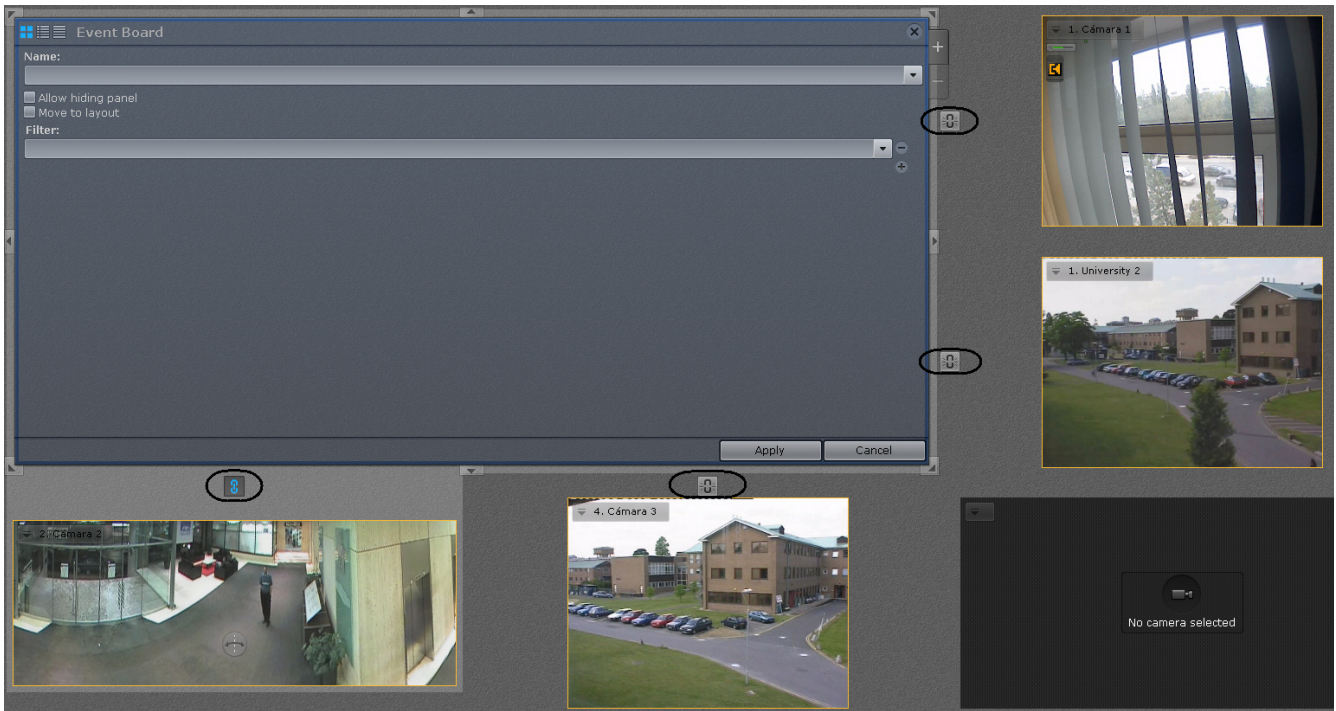 Event Board
Name:
Allow hiding panel
Move to layout
Filter:
Apply
Cancel
1. Cámara 1
1. University 2
2. Cámara 2
4. Cámara 3
No camera selected